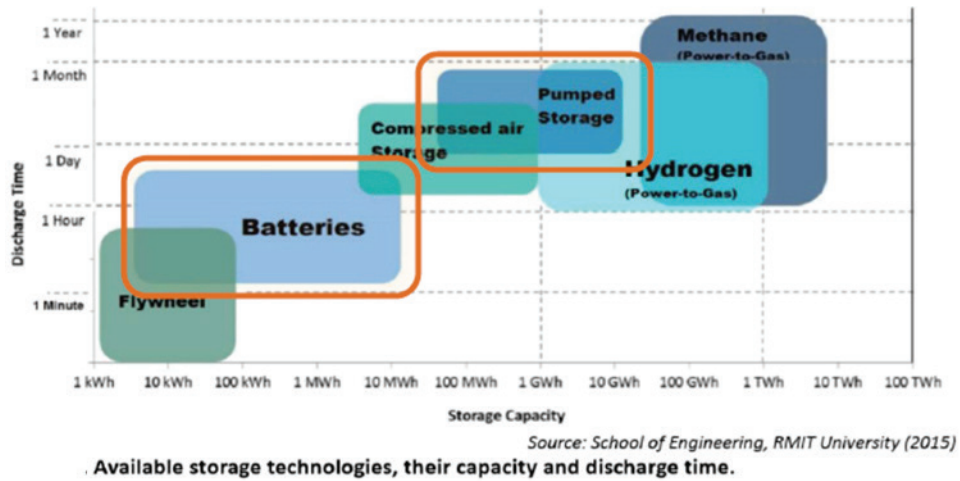 1 Year
1 Month
1 Day
1 Hour
1 Minute
Discharge Time
Methane
(Power-to-Gas)
Pumped
Storage
Compressed air
Storage
Hydrogen
(Power-to-Gas)
Batteries
Flywheel
1 kWh 10 kWh 100 kWh 1 MWh 10 MWh 100 MWh 1 GWh 10 GWh 100 GWh 1 TWh 10 TWh 100 TWh
Storage Capacity
Source: School of Engineering, RMIT University (2015)
. Available storage technologies, their capacity and discharge time.